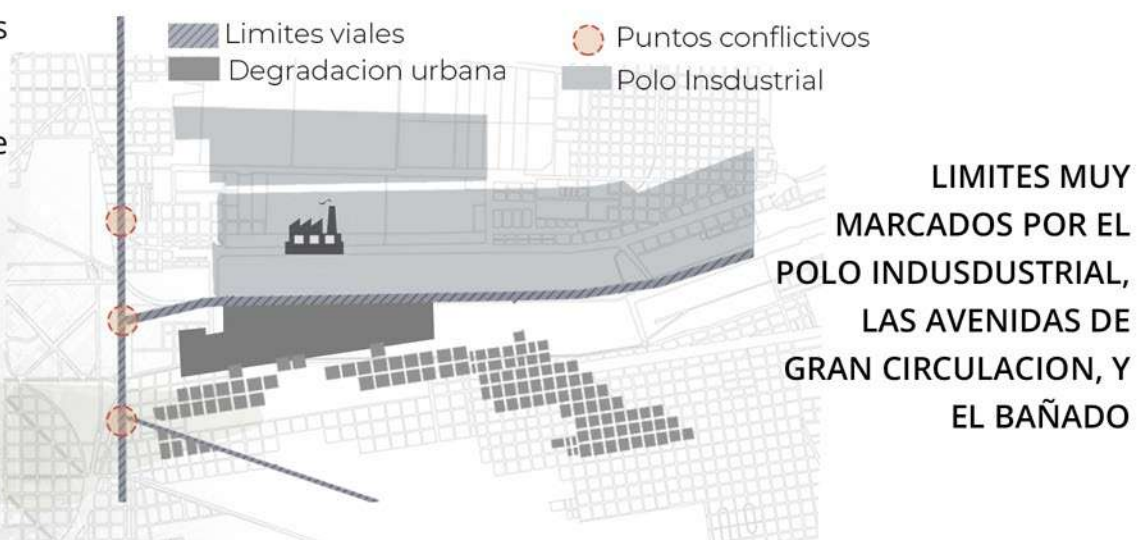 s
e
Limites viales
Degradacion urbana
Puntos conflictivos
Polo Insdustrial
LIMITES MUY
MARCADOS POR EL
POLO INDUSDUSTRIAL,
LAS AVENIDAS DE
GRAN CIRCULACION, Y
EL BAÑADO